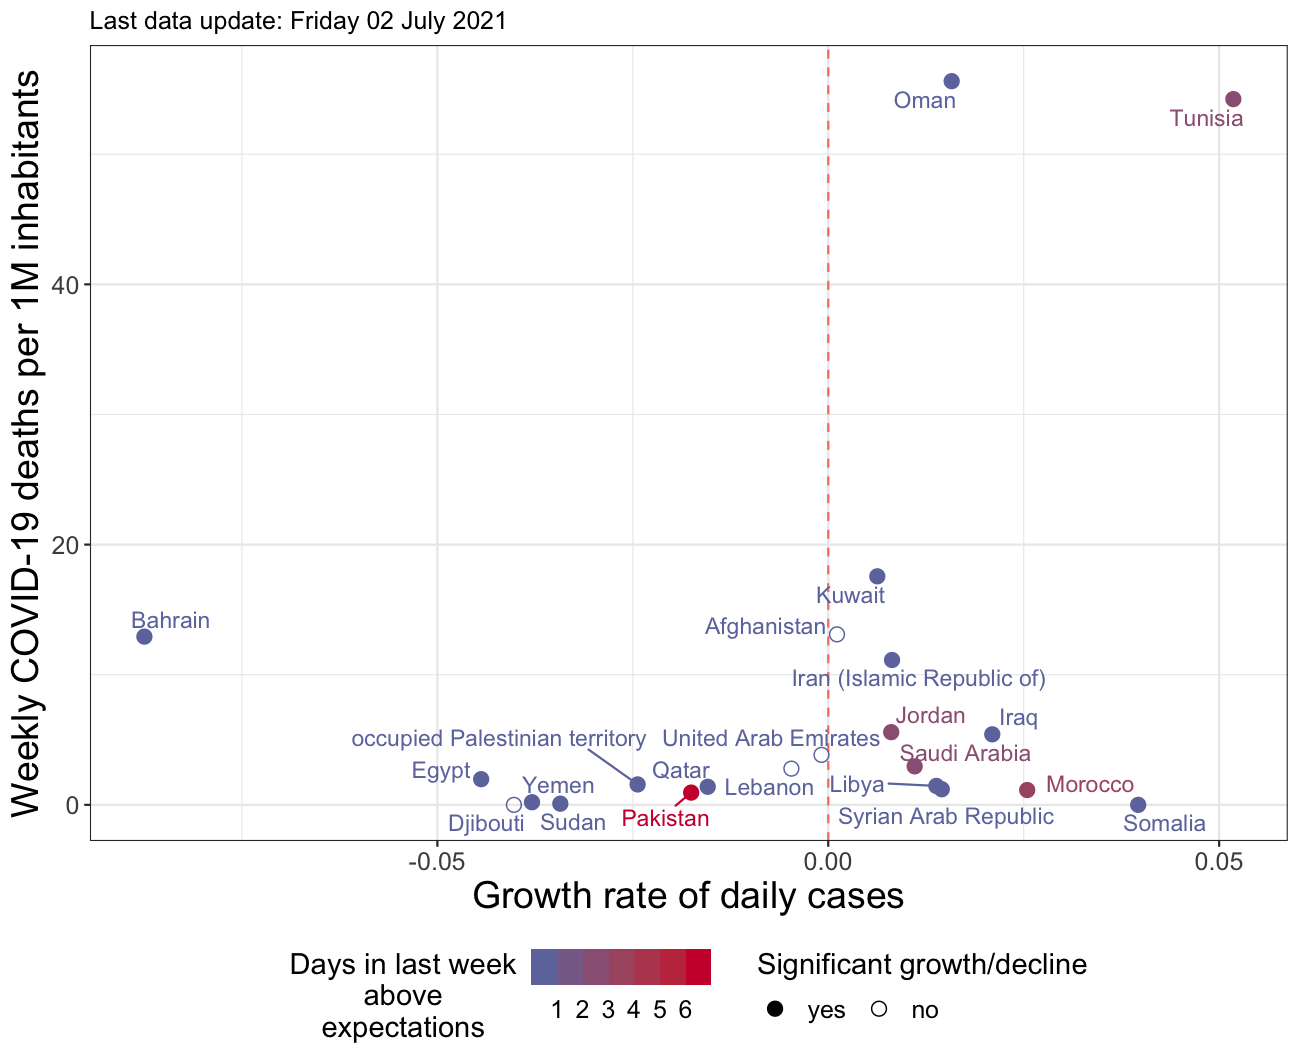 Last data update: Friday 02 July 2021
Weekly COVID-19 deaths per 1M inhabitants
40
20
0
Oman
Tunisia
Kuwait
Bahrain
Afghanistan
Iran (Islamic Republic of)
Jordan
Iraq
occupied Palestinian territory
United Arab Emirates
Saudi Arabia
Egypt
Qatar
Yemen
Lebanon
Libya
Morocco
Djibouti
Sudan
Pakistan
Syrian Arab Republic
Somalia
-0.05
0.00
0.05
Growth rate of daily cases
Days in last week
above
expectations
1 2 3 4 5 6
Significant growth/decline
yes
no